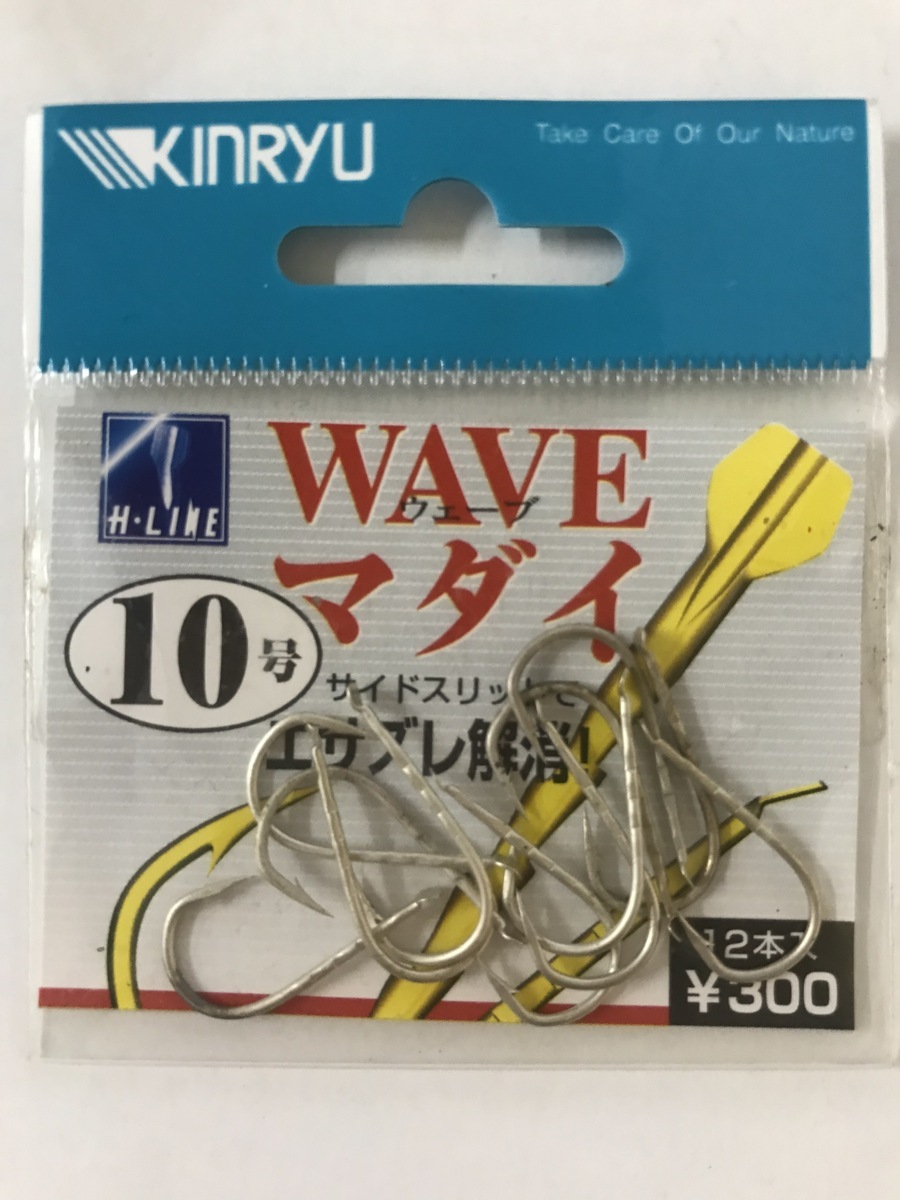 KINRYU
Take Care Of Our Nature
H·LINE
WAVE
ウェーブ
マダイ
10号
サイドスリットで
エサズレ解消!
12本入
¥300